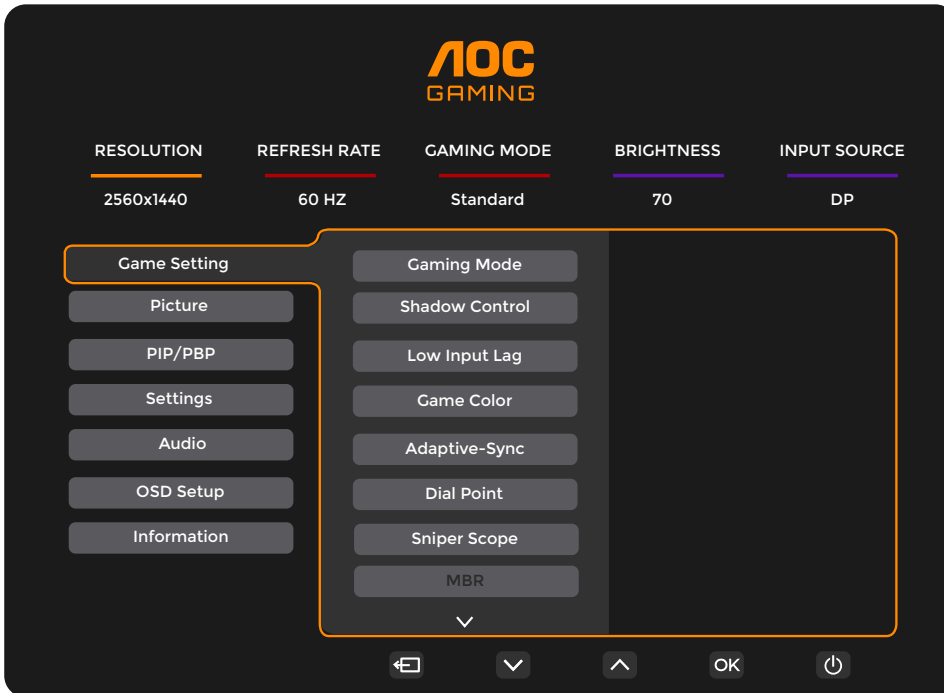 AOC
GAMING
RESOLUTION REFRESH RATE GAMING MODE BRIGHTNESS INPUT SOURCE
2560x1440 60 HZ Standard 70 DP
Game Setting
Picture
PIP/PBP
Settings
Audio
OSD Setup
Information
Gaming Mode
Shadow Control
Low Input Lag
Game Color
Adaptive-Sync
Dial Point
Sniper Scope
MBR
OK